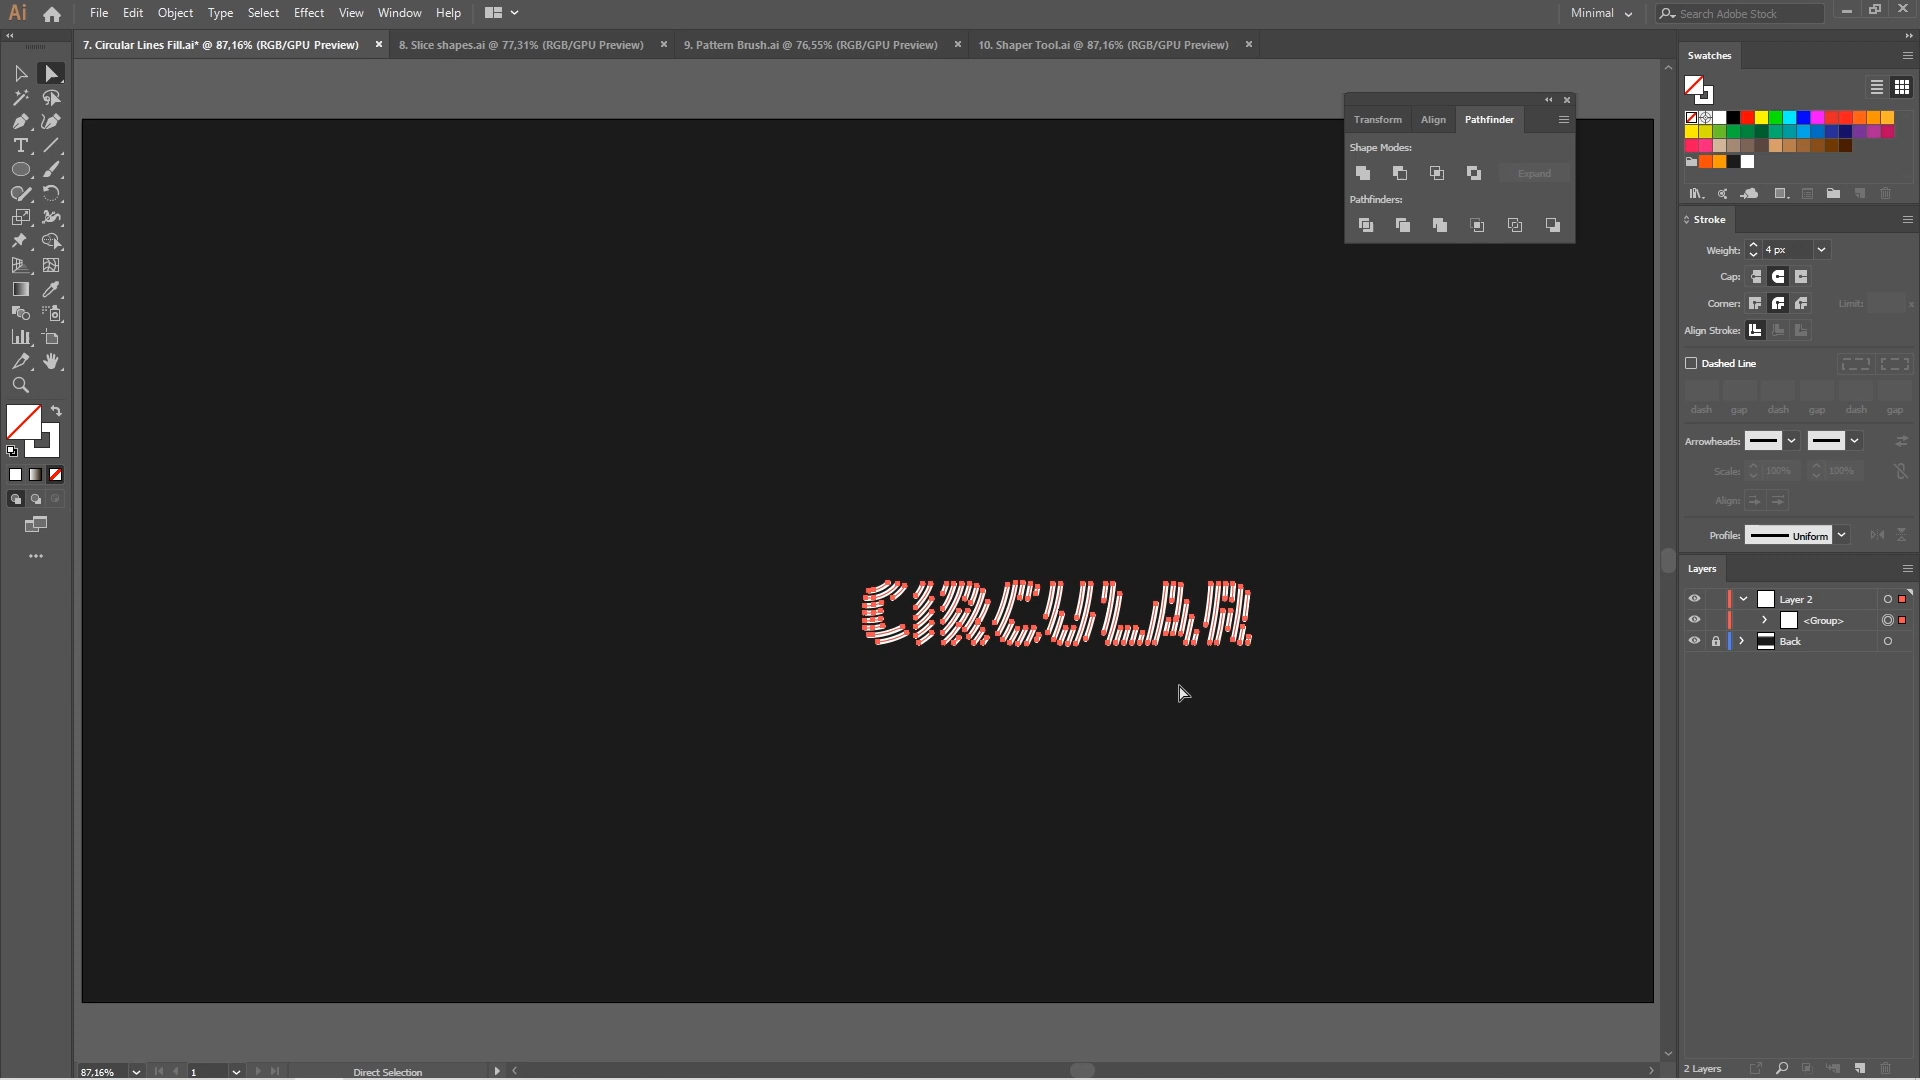 Ai File Edit Object Type Select Effect View Window Help Minimal Search Adobe Stock
7. Circular Lines Fill.ai* @ 87,16% (RGB/GPU Preview) × 8. Slice shapes.ai @ 77,31% (RGB/GPU Preview) × 9. Pattern Brush.ai @ 76,55% (RGB/GPU Preview) × 10. Shaper Tool.ai @ 87,16% (RGB/GPU Preview) ×
Transform Align Pathfinder
Shape Modes:
Expand
Pathfinders:
CIRCULAR
Swatches
Stroke
Weight: 4 px
Cap:
Corner: Limit: x
Align Stroke:
Dashed Line
dash gap dash gap dash gap
Arrowheads:
Scale: 100% 100%
Align:
Profile: Uniform
Layers
Layer 2
<Group>
Back
2 Layers
87,16% 1 Direct Selection